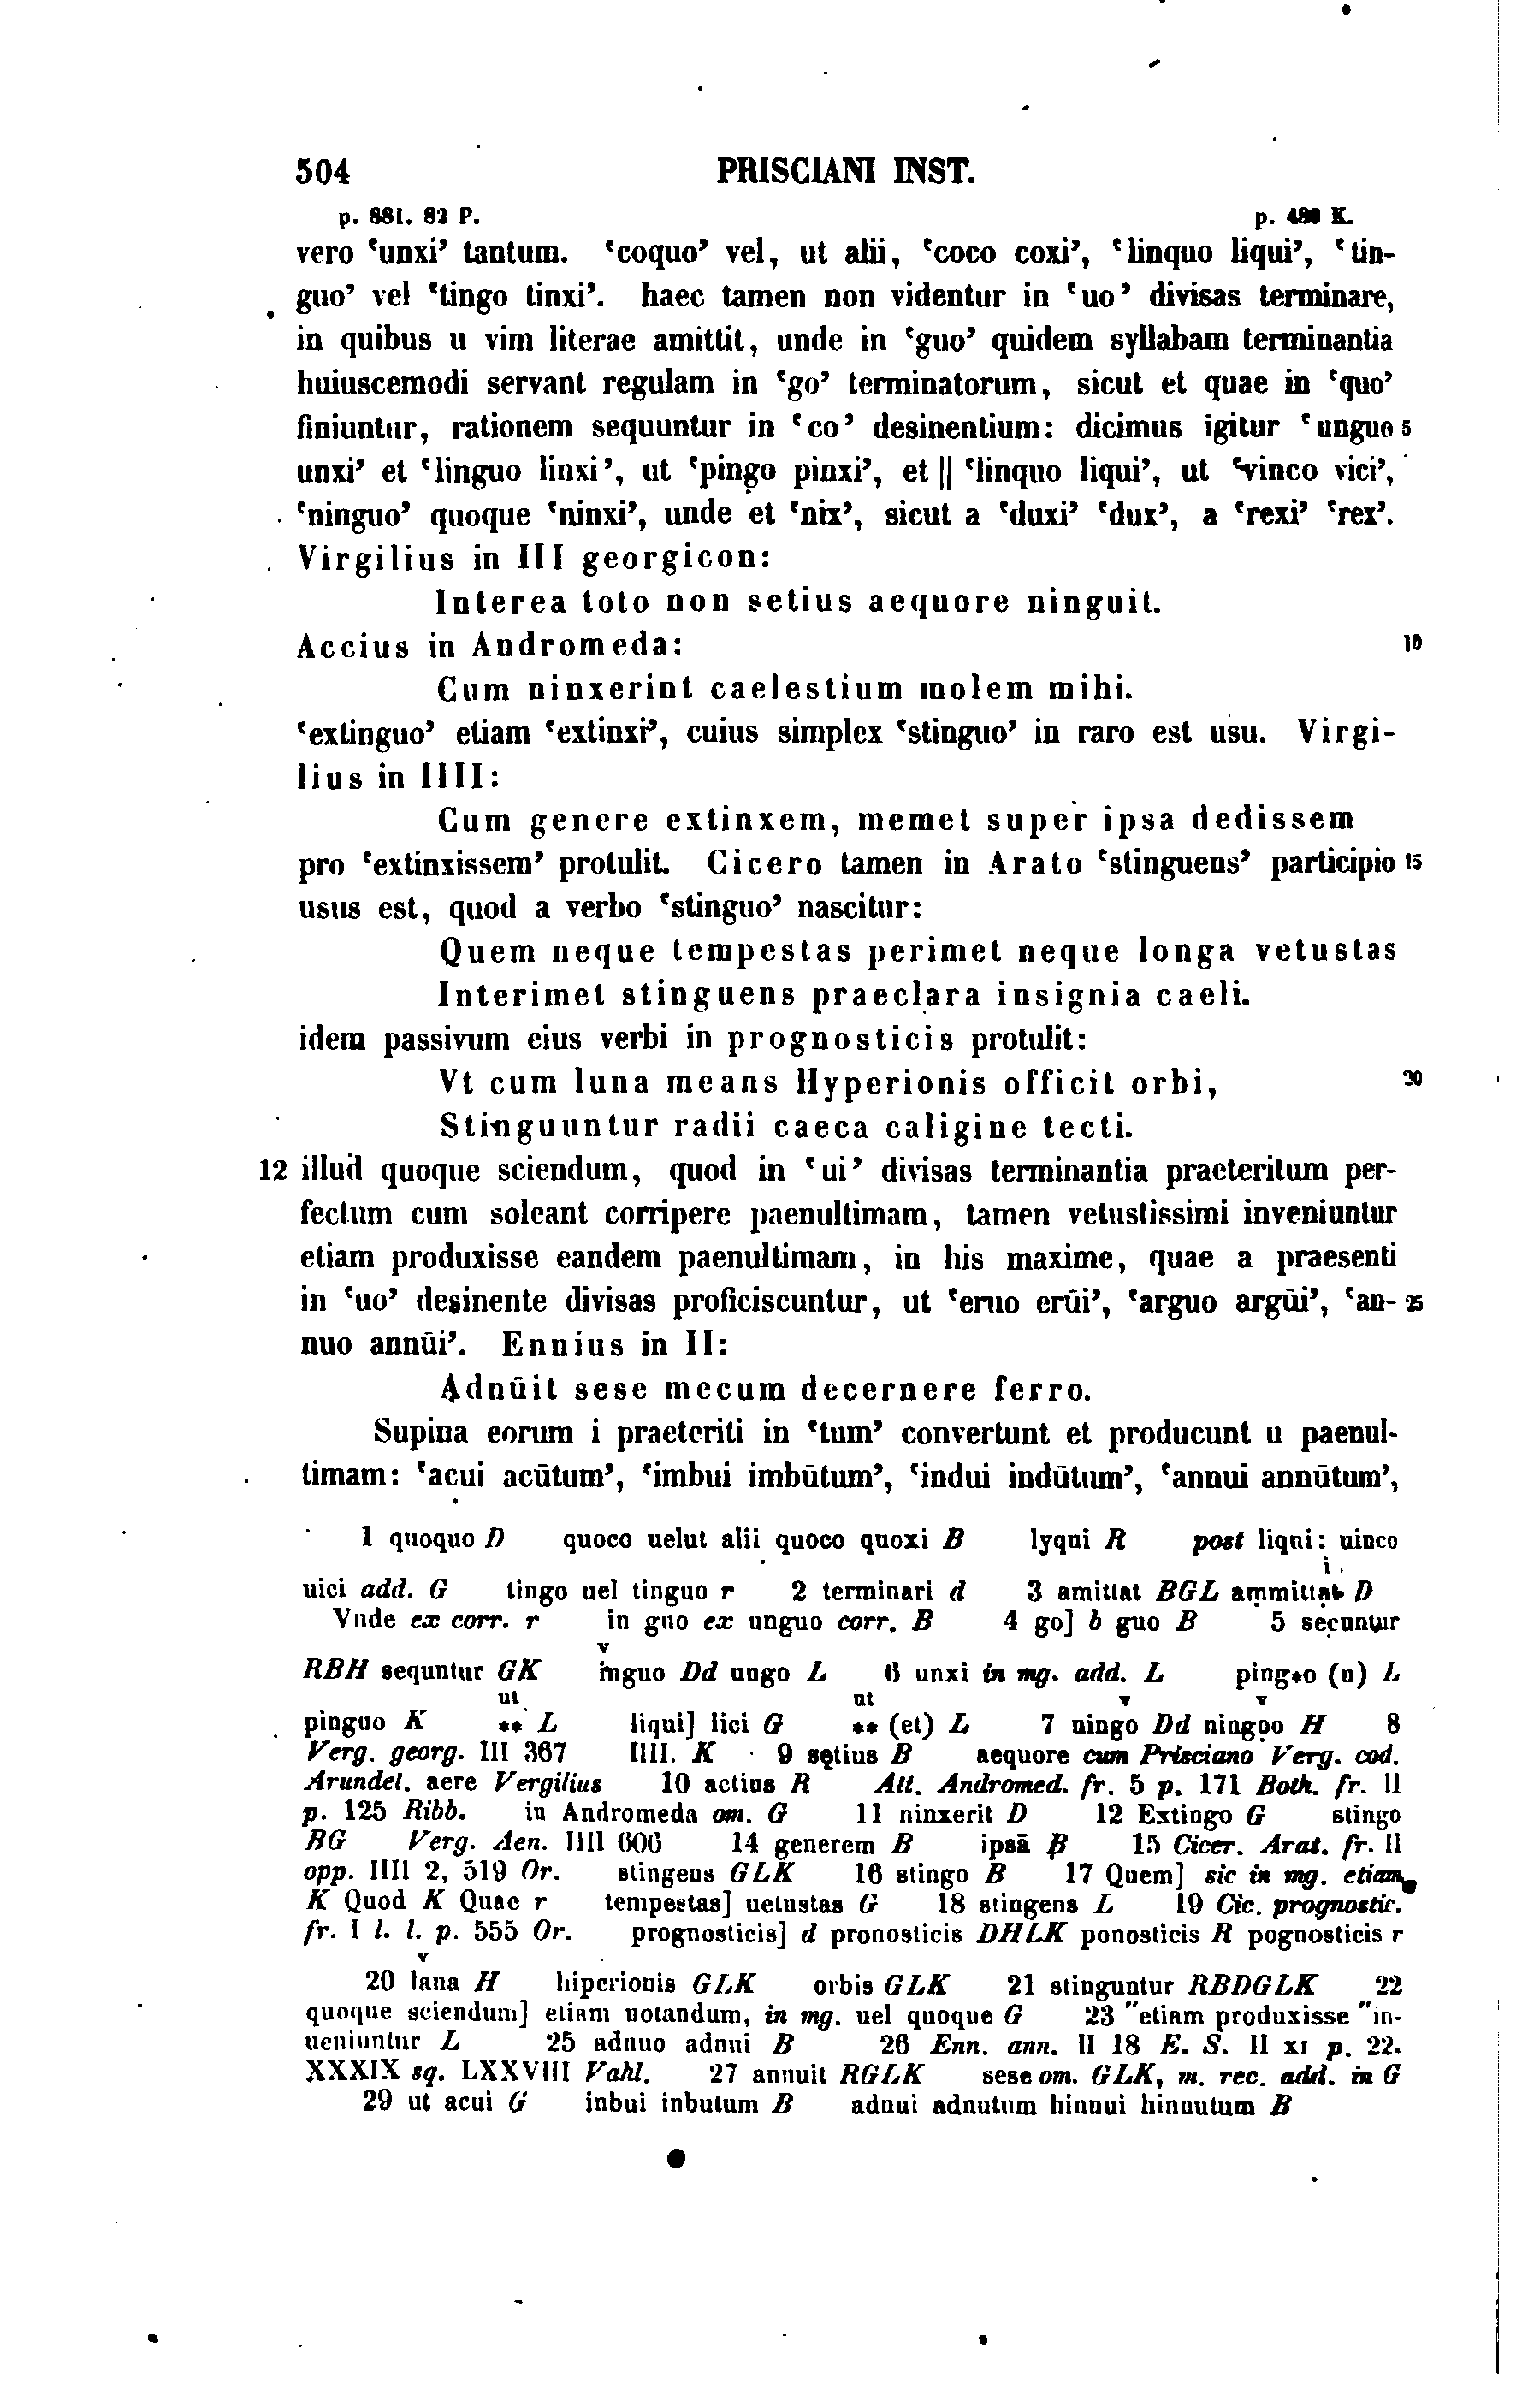 504 PRISCIANI INST.
p. 881. 82 P. p. K.
vero ‘unxi’ tantum. ‘coquo’ vel, ut alii, ‘coco coxi’, ‘linquo liqui’, ‘tin-
guo’ vel ‘tingo tinxi’. haec tamen non videntur in ‘uo’ divisas terminare,
in quibus u vim literae amittit, unde in ‘guo’ quidem syllabam terminantia
huiuscemodi servant regulam in ‘go’ terminatorum, sicut et quae in ‘quo’
finiuntur, rationem sequuntur in ‘co’ desinentium: dicimus igitur ‘unguo 5
unxi’ et ‘linguo linxi’, ut ‘pingo pinxi’, et || ‘linquo liqui’, ut ‘vinco vici’,
‘ninguo’ quoque ‘ninxi’, unde et ‘nix’, sicut a ‘duxi’ ‘dux’, a ‘rexi’ ‘rex’.
Virgilius in III georgicon:
Interea toto non setius aequore ninguit.
Accius in Andromeda: 10
Cum ninxerint caelestium molem mihi.
‘extinguo’ etiam ‘extinxi’, cuius simplex ‘stinguo’ in raro est usu. Virgi-
lius in IIII:
Cum genere extinxem, memet super ipsa dedissem
pro ‘extinxissem’ protulit. Cicero tamen in Arato ‘stinguens’ participio 15
usus est, quod a verbo ‘stinguo’ nascitur:
Quem neque tempestas perimet neque longa vetustas
Interimet stinguens praeclara insignia caeli.
idem passivum eius verbi in prognosticis protulit:
Vt cum luna means Hyperionis officit orbi, 20
Stinguuntur radii caeca caligine tecti.
12 illud quoque sciendum, quod in ‘ui’ divisas terminantia praeteritum per-
fectum cum soleant corripere paenultimam, tamen vetustissimi inveniuntur
etiam produxisse eandem paenultimam, in his maxime, quae a praesenti
in ‘uo’ desinente divisas proficiscuntur, ut ‘eruo erūi’, ‘arguo argūi’, ‘an- 25
nuo annūi’. Ennius in II:
Adnūit sese mecum decernere ferro.
Supina eorum i praeteriti in ‘tum’ convertunt et producunt u paenul-
timam: ‘acui acūtum’, ‘imbui imbūtum’, ‘indui indūtum’, ‘annui annūtum’,
1 quoquo D quoco uelut alii quoco quoxi B lyqui R post liqui: uinco
i
uici add. G tingo uel tinguo r 2 terminari d 3 amittat BGL ammittat D
Vnde ex corr. r in guo ex unguo corr. B 4 go] b guo B 5 secuntur
v
RBH sequntur GK inguo Dd ungo L 6 unxi in mg. add. L ping*o (u) L
ut ut v v
pinguo K ** L liqui] lici G ** (et) L 7 ningo Dd ningọo H 8
Verg. georg. III 367 IIII. K 9 sętius B aequore cum Prisciano Verg. cod.
Arundel. aere Vergilius 10 actius R Att. Andromed. fr. 5 p. 171 Both. fr. II
p. 125 Ribb. in Andromeda om. G 11 ninxerit D 12 Extingo G stingo
BG Verg. Aen. IIII 606 14 generem B ipsā B 15 Cicer. Arat. fr. II
opp. IIII 2, 519 Or. stingens GLK 16 stingo B 17 Quem] sic in mg. etiam
K Quod K Quae r tempestas] uetustas G 18 stingens L 19 Cic. prognostic.
fr. I l. l. p. 555 Or. prognosticis] d pronosticis DHLK ponosticis R pognosticis r
v
20 lana H hiperionis GLK orbis GLK 21 stinguntur RBDGLK 22
quoque sciendum] etiam notandum, in mg. uel quoque G 23 "etiam produxisse "in-
ueniuntur L 25 adnuo adnui B 26 Enn. ann. II 18 E. S. II XI p. 22.
XXXIX sq. LXXVIII Vahl. 27 annuit RGLK sese om. GLK, m. rec. add. in G
29 ut acui G inbui inbutum B adnui adnutum hinnui hinnutum B